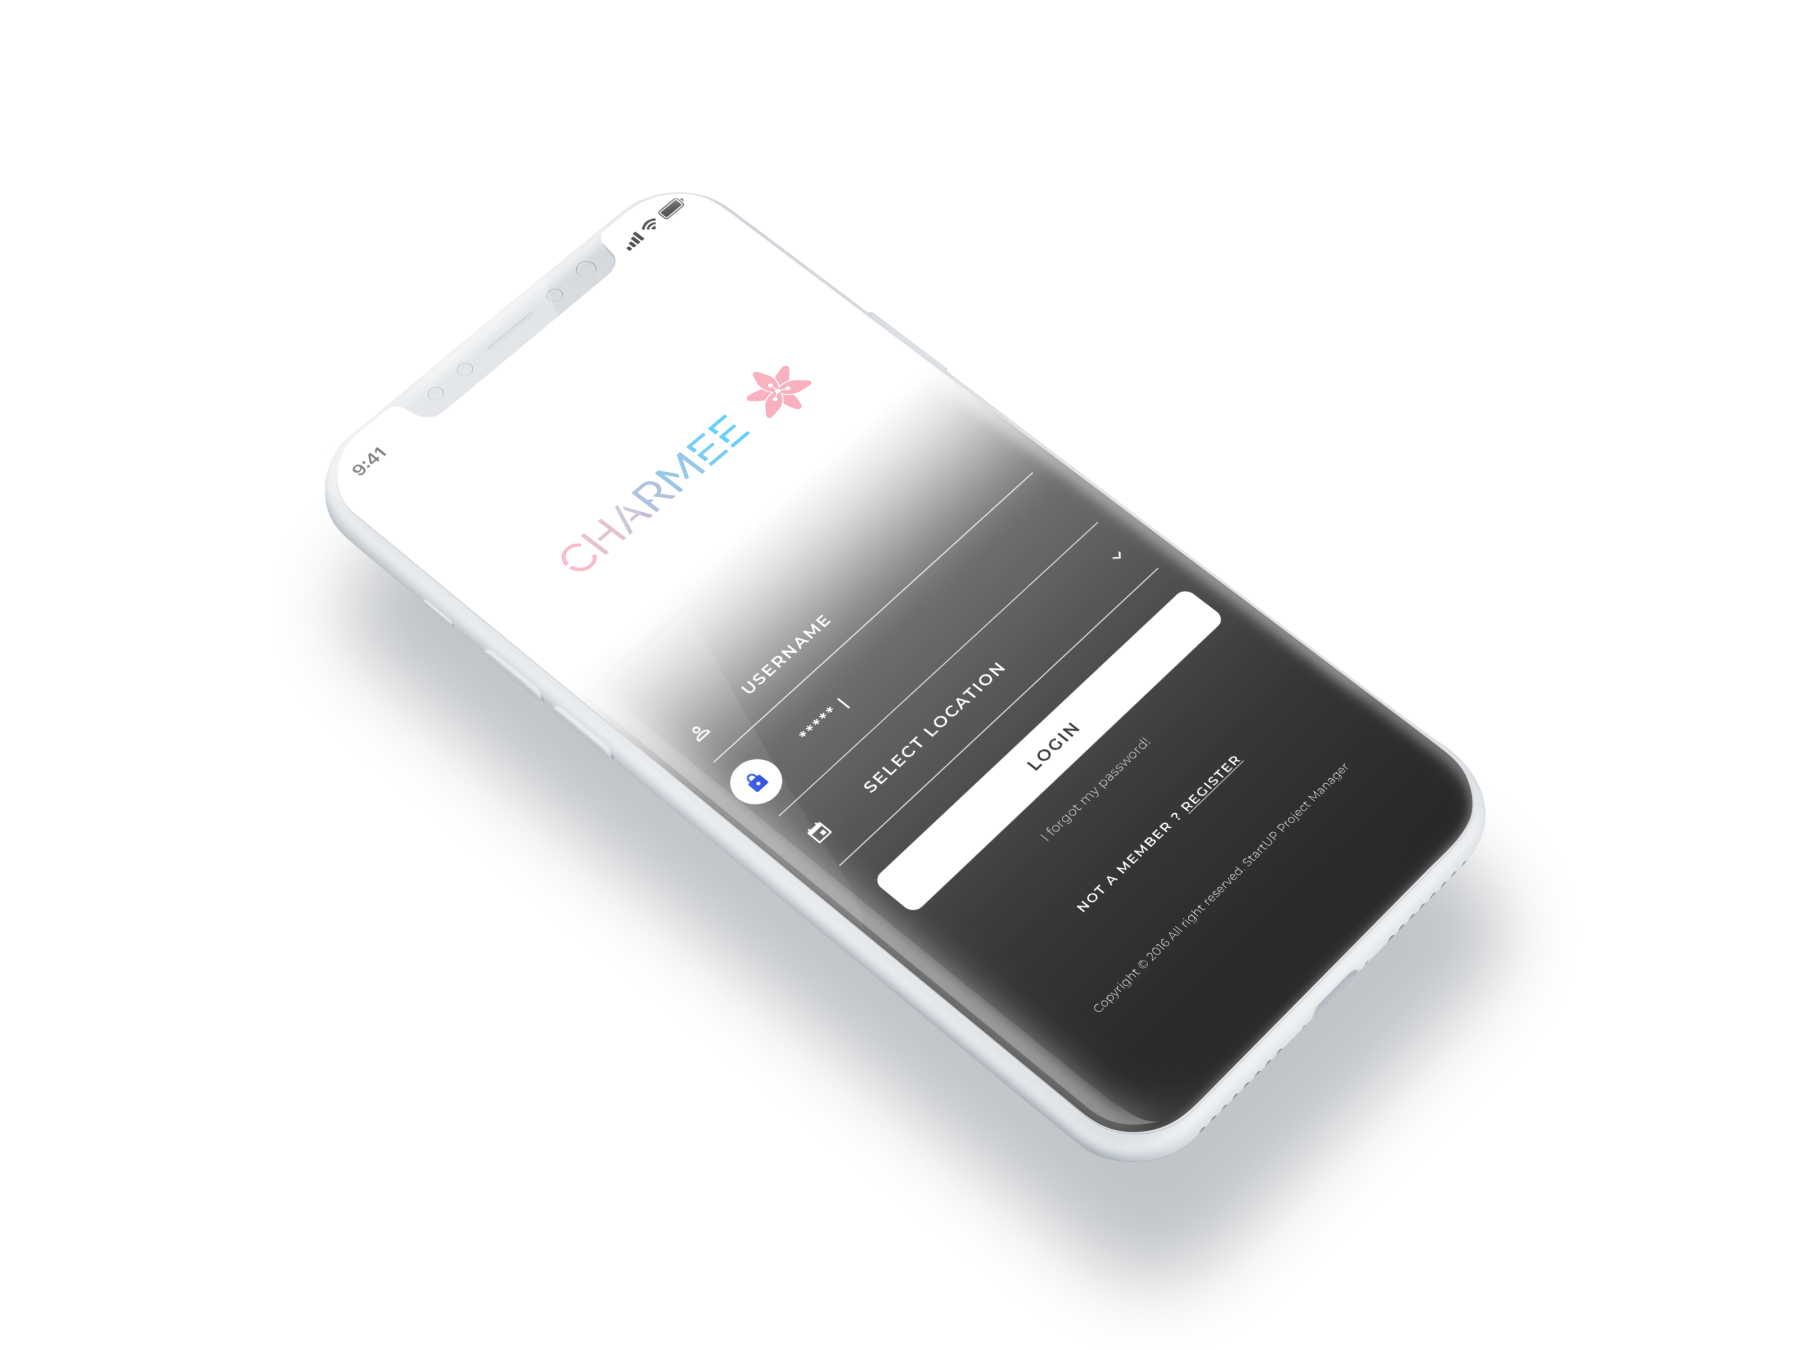 9:41
CHARMEE
USERNAME
***** |
SELECT LOCATION
LOGIN
I forgot my password!
NOT A MEMBER ? REGISTER
Copyright © 2016 All right reserved. StartUP Project Manager